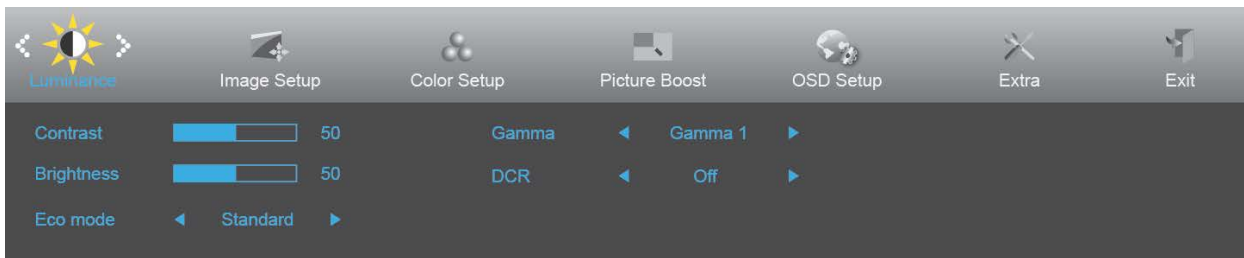 Luminance
Image Setup
Color Setup
Picture Boost
OSD Setup
Extra
Exit
Contrast 50 Gamma Gamma 1
Brightness 50 DCR Off
Eco mode Standard